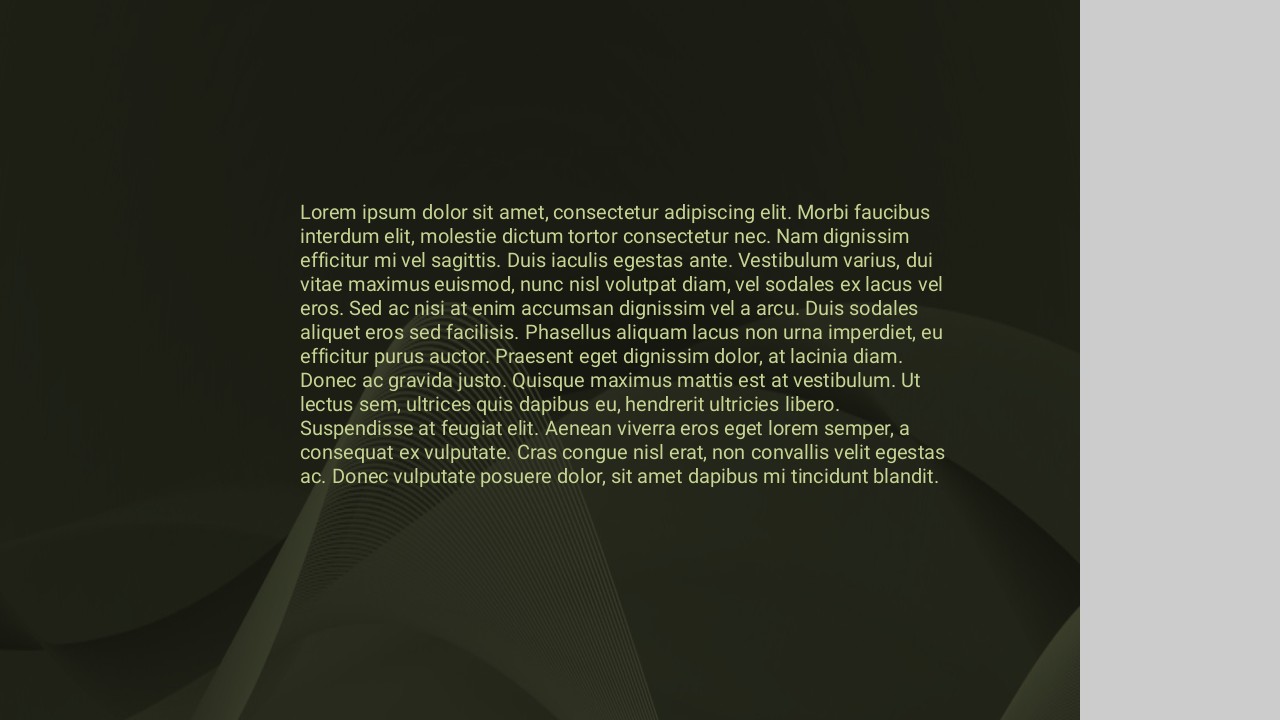 Lorem ipsum dolor sit amet, consectetur adipiscing elit. Morbi faucibus
interdum elit, molestie dictum tortor consectetur nec. Nam dignissim
efficitur mi vel sagittis. Duis iaculis egestas ante. Vestibulum varius, dui
vitae maximus euismod, nunc nisl volutpat diam, vel sodales ex lacus vel
eros. Sed ac nisi at enim accumsan dignissim vel a arcu. Duis sodales
aliquet eros sed facilisis. Phasellus aliquam lacus non urna imperdiet, eu
efficitur purus auctor. Praesent eget dignissim dolor, at lacinia diam.
Donec ac gravida justo. Quisque maximus mattis est at vestibulum. Ut
lectus sem, ultrices quis dapibus eu, hendrerit ultricies libero.
Suspendisse at feugiat elit. Aenean viverra eros eget lorem semper, a
consequat ex vulputate. Cras congue nisl erat, non convallis velit egestas
ac. Donec vulputate posuere dolor, sit amet dapibus mi tincidunt blandit.